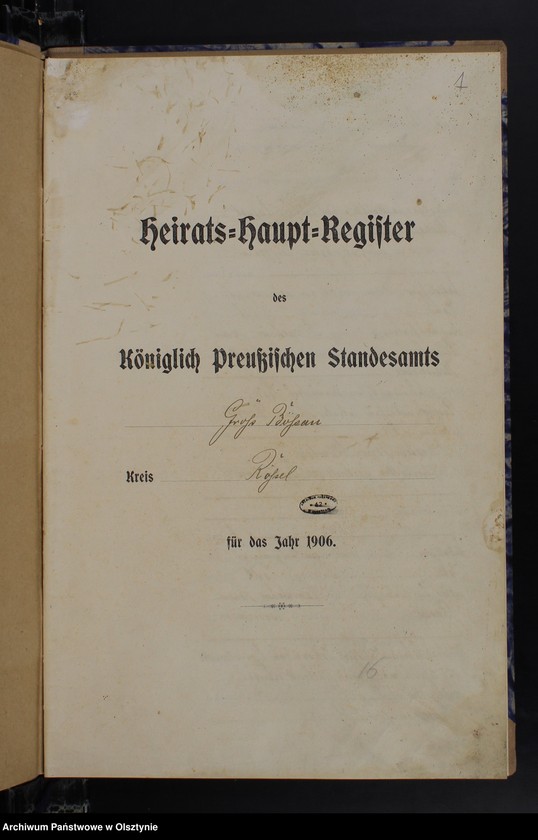 1
Heirats=Haupt=Register
des
Königlich Preußischen Standesamts
Groß Bößau
Kreis Rößel
für das Jahr 1906.
16
Archiwum Państwowe w Olsztynie